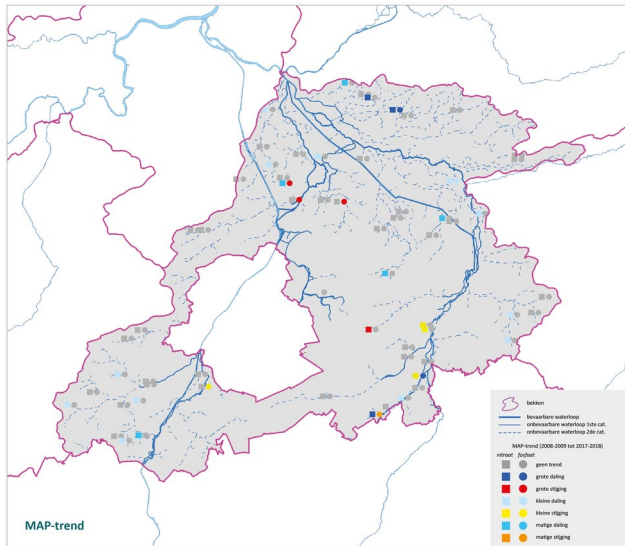 bekken
bevaarbare waterloop
onbevaarbare waterloop 1ste cat.
onbevaarbare waterloop 2de cat.
MAP-trend (2008-2009 tot 2017-2018)
nitraat fosfaat
geen trend
grote daling
grote stijging
kleine daling
kleine stijging
matige daling
matige stijging
MAP-trend